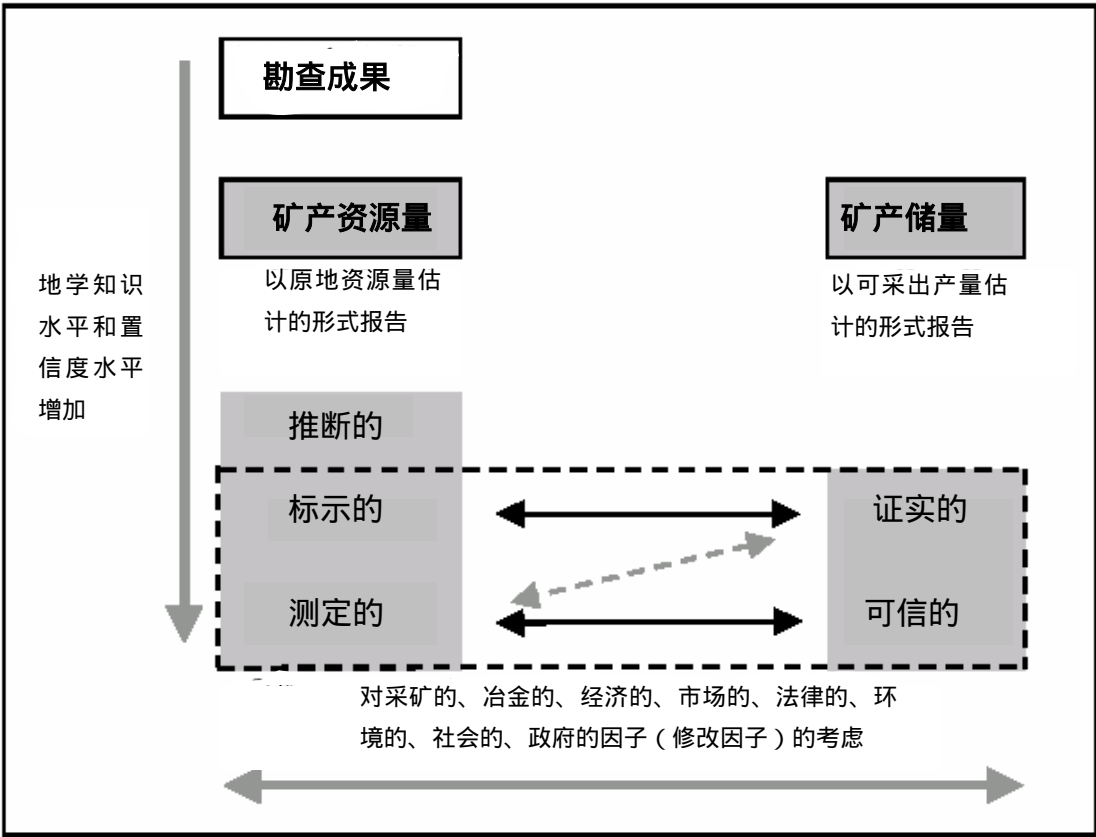 勘查成果
矿产资源量
矿产储量
以原地资源量估
计的形式报告
以可采出产量估
计的形式报告
地学知识
水平和置
信度水平
增加
推断的
标示的
证实的
测定的
可信的
对采矿的、冶金的、经济的、市场的、法律的、环
境的、社会的、政府的因子（修改因子）的考虑